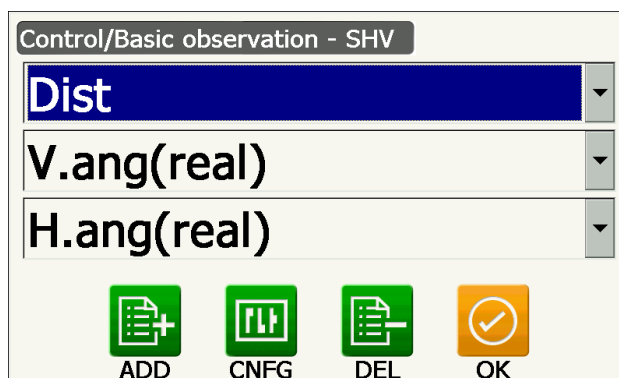 Control/Basic observation - SHV
Dist
V.ang(real)
H.ang(real)
ADD CNFG DEL OK